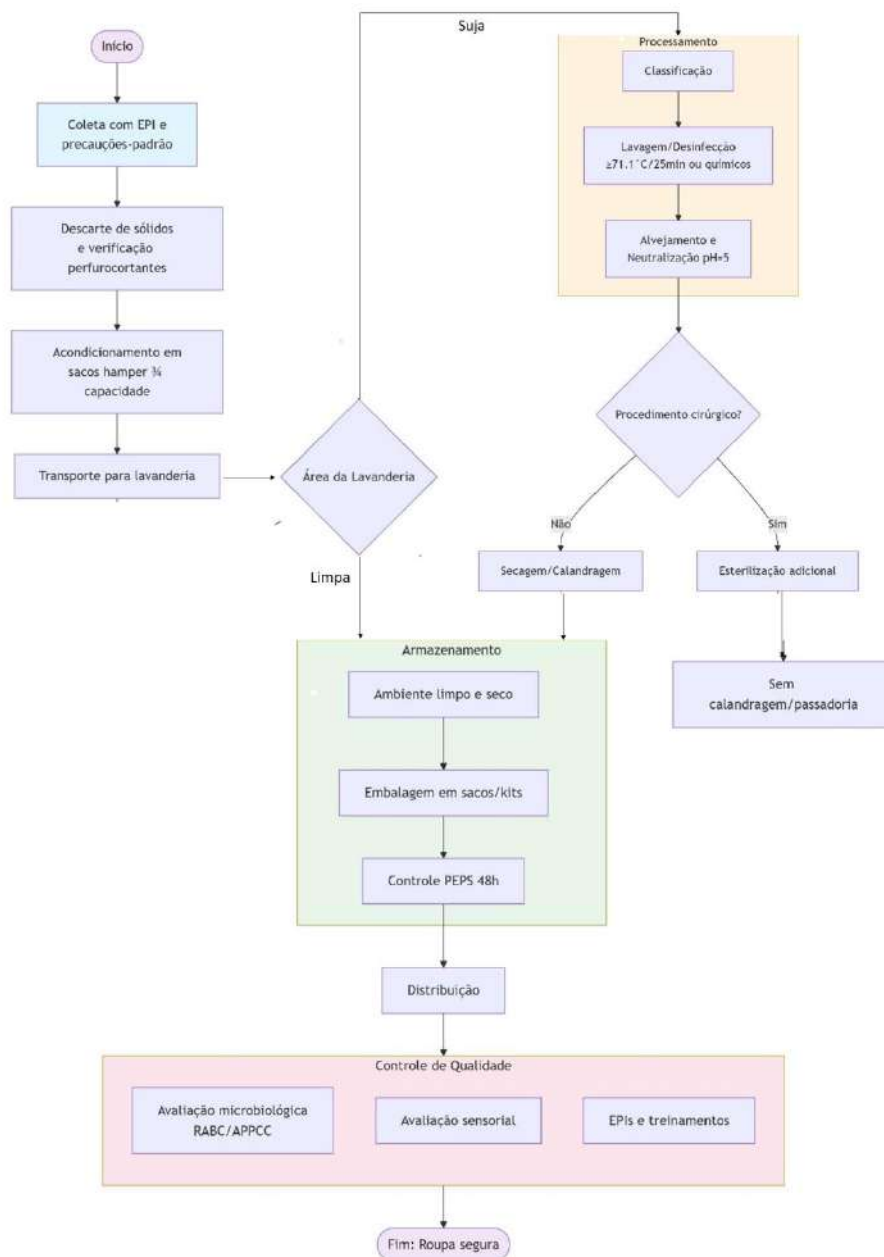 Início
Coleta com EPI e
precauções-padrão
Descarte de sólidos
e verificação
perfurocortantes
Acondicionamento em
sacos hamper ¾
capacidade
Transporte para lavanderia
Área da Lavanderia
Suja
Limpa
Processamento
Classificação
Lavagem/Desinfecção
≥71.1°C/25min ou químicos
Alvejamento e
Neutralização pH=5
Procedimento cirúrgico?
Não
Sim
Secagem/Calandragem
Esterilização adicional
Sem
calandragem/passadoria
Armazenamento
Ambiente limpo e seco
Embalagem em sacos/kits
Controle PEPS 48h
Distribuição
Controle de Qualidade
Avaliação microbiológica
RABC/APPCC
Avaliação sensorial
EPIs e treinamentos
Fim: Roupa segura